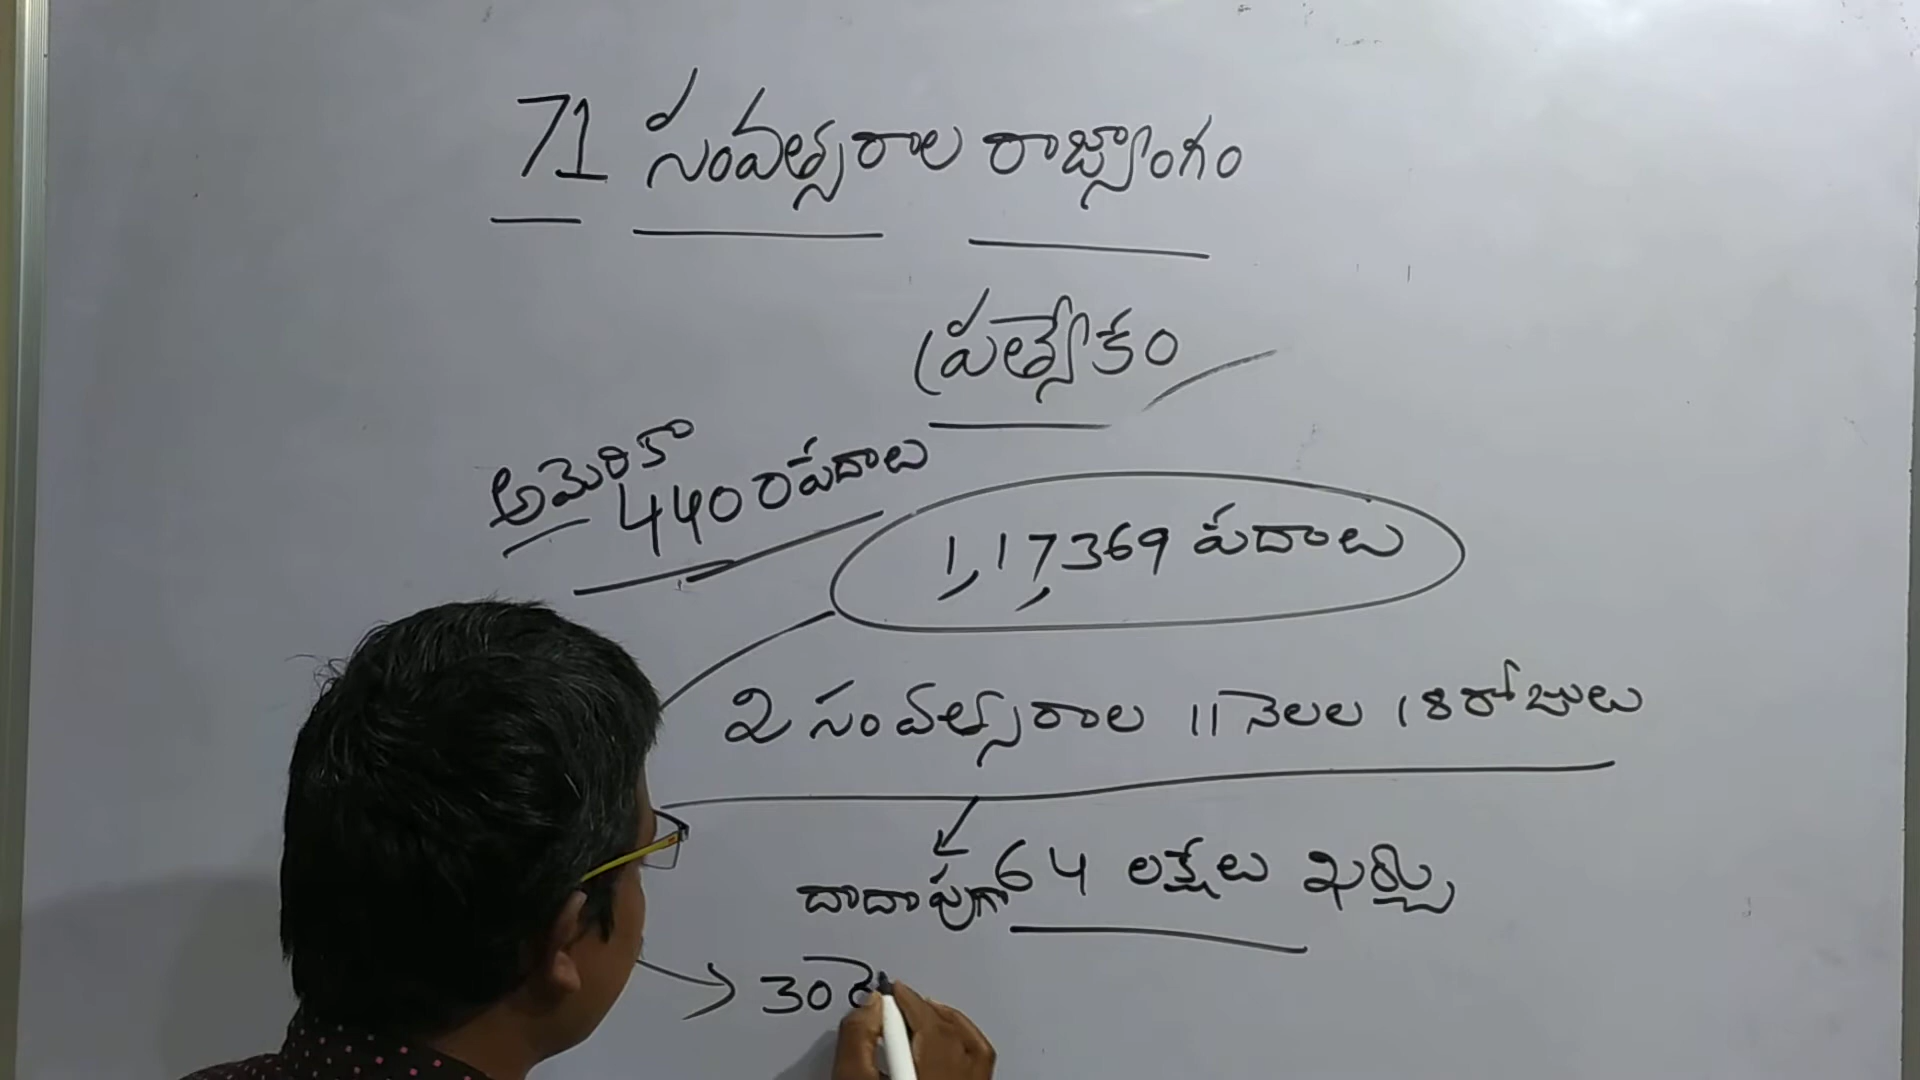 71 సంవత్సరాల రాజ్యాంగం
ప్రత్యేకం
అమెరికా
4400 పదాలు
1,17,369 పదాలు
2 సంవత్సరాల 11 నెలల 18 రోజులు
దాదాపుగా 64 లక్షలు ఖర్చు
30